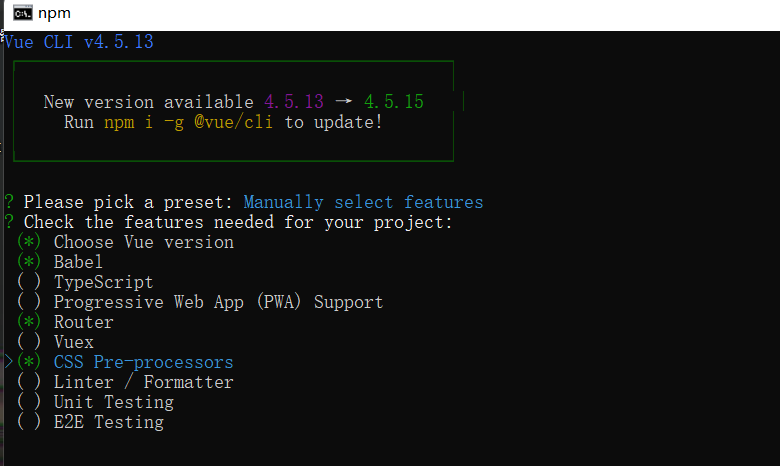 npm
Vue CLI v4.5.13
New version available 4.5.13 → 4.5.15
Run npm i -g @vue/cli to update!
? Please pick a preset: Manually select features
? Check the features needed for your project:
(*) Choose Vue version
(*) Babel
( ) TypeScript
( ) Progressive Web App (PWA) Support
(*) Router
( ) Vuex
>(*) CSS Pre-processors
( ) Linter / Formatter
( ) Unit Testing
( ) E2E Testing